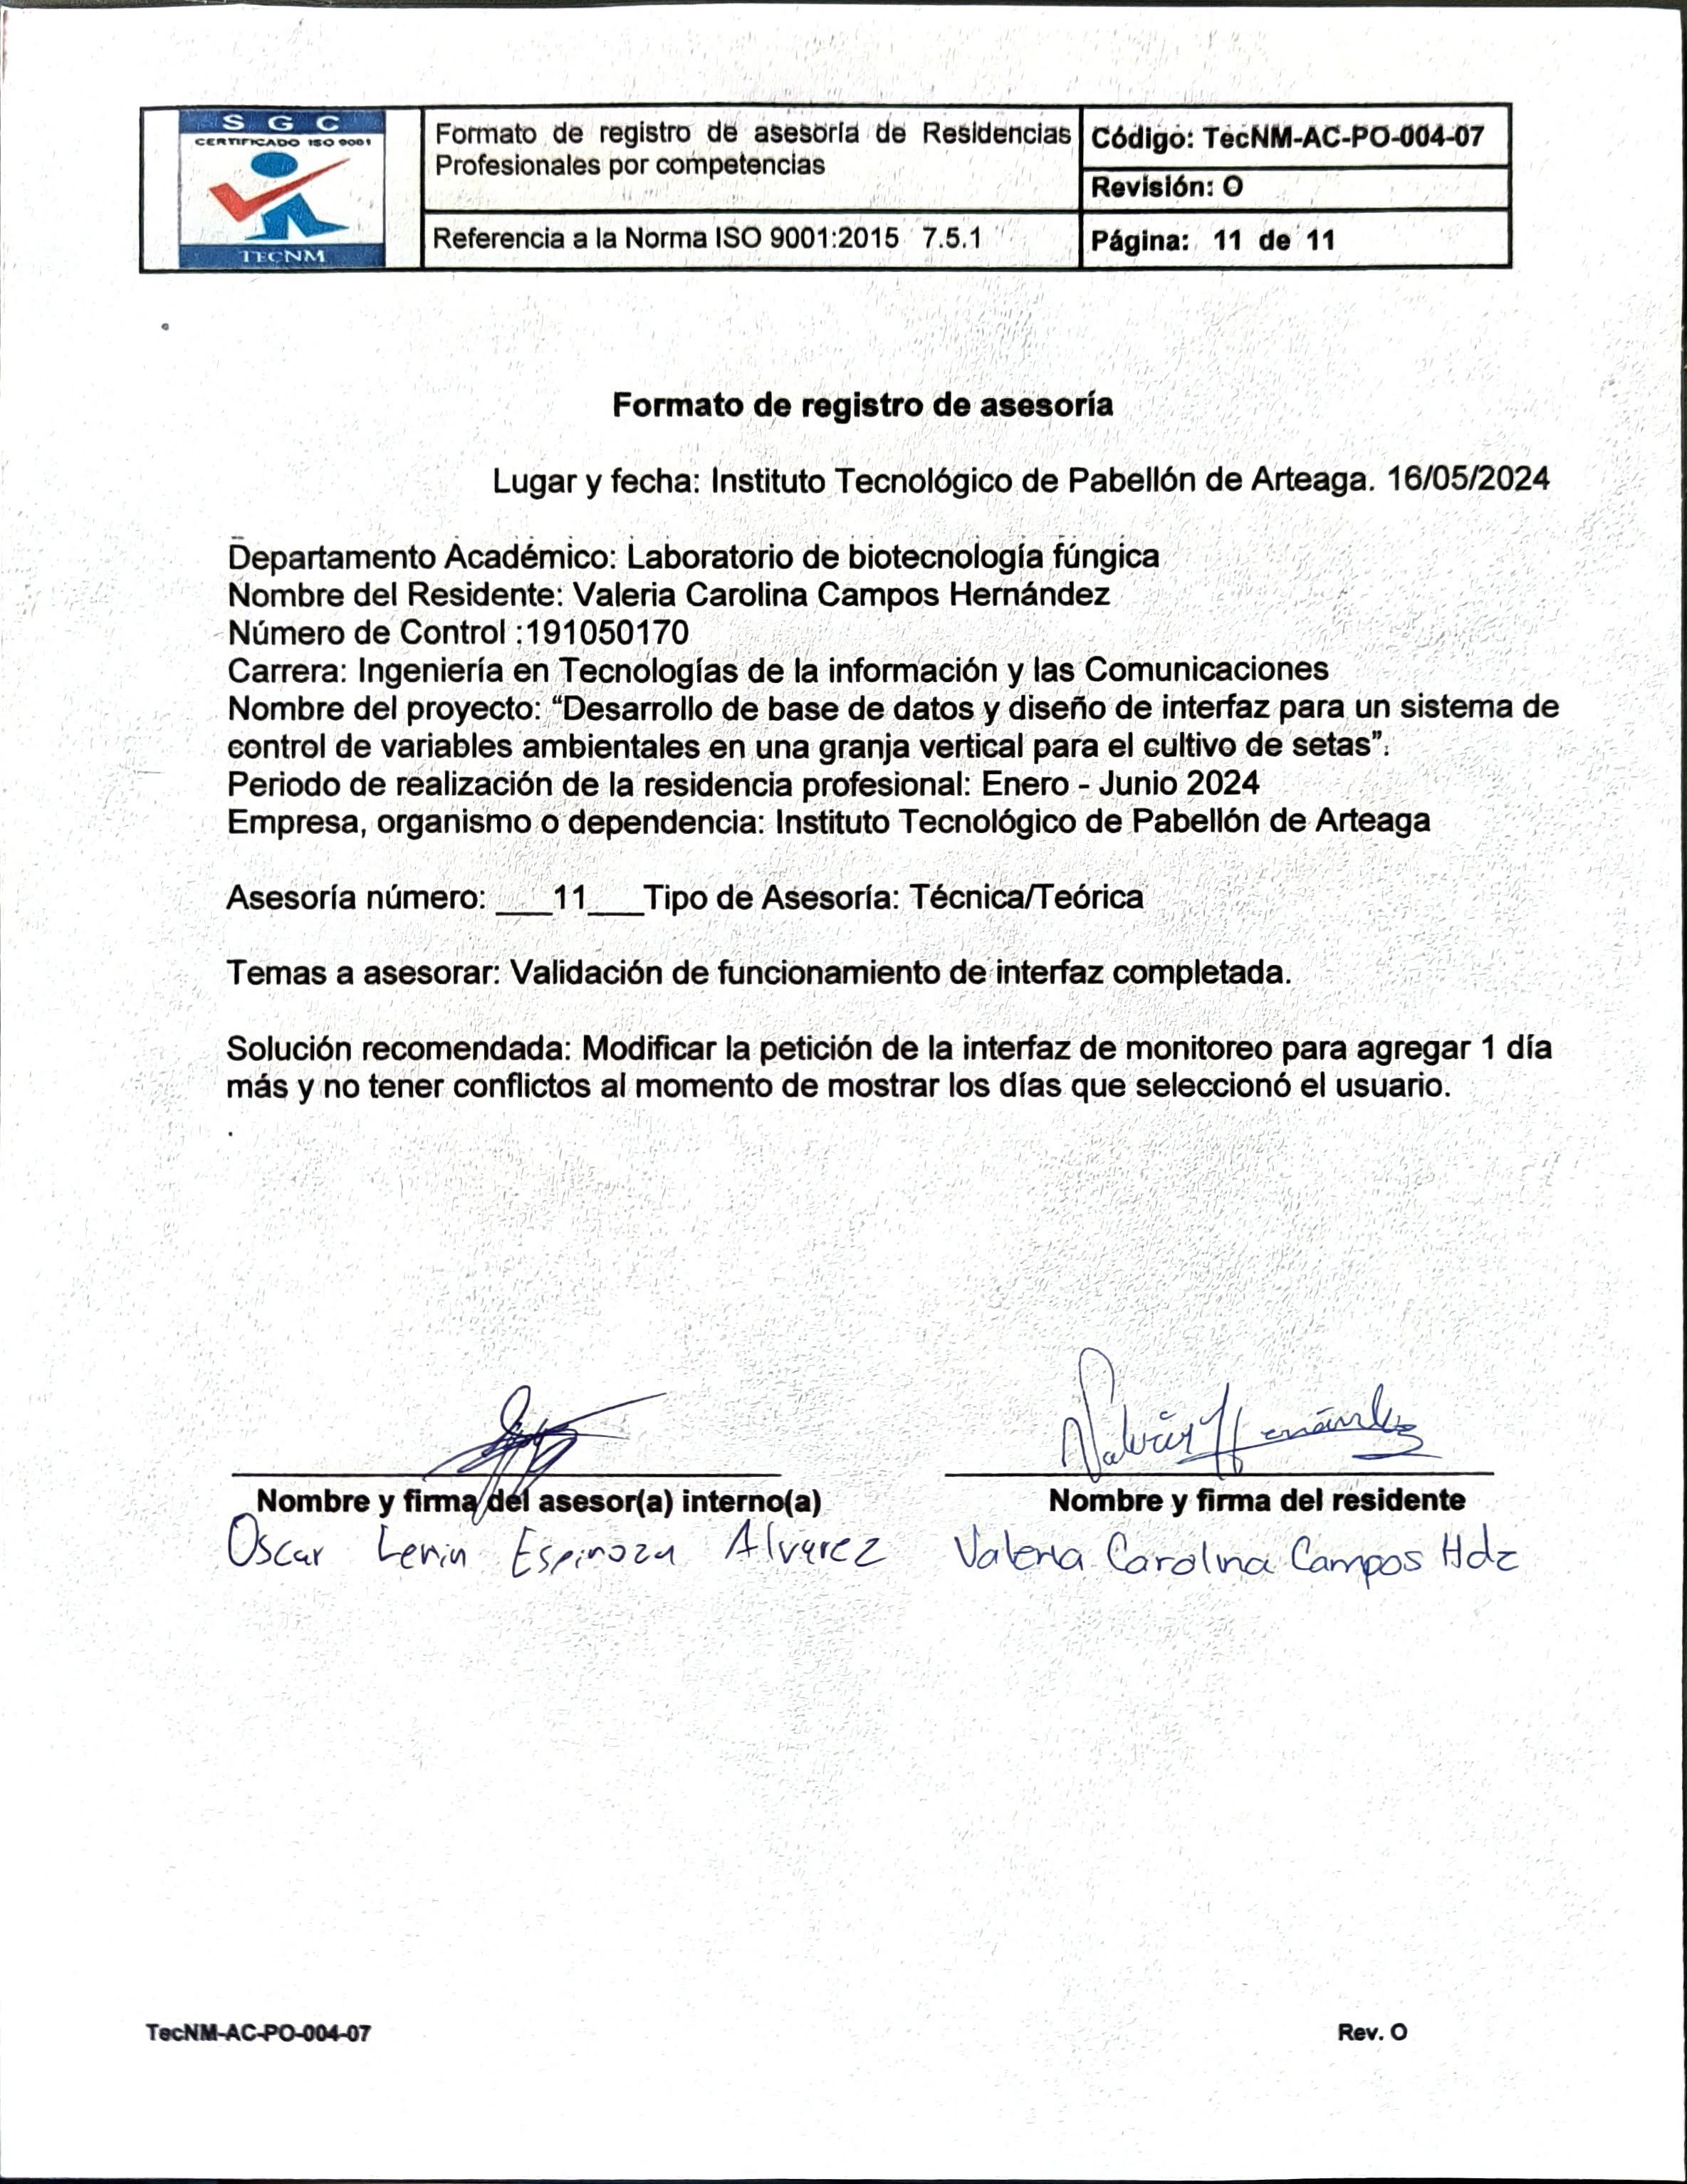 S G C
CERTIFICADO ISO 9001
TECNM
Formato de registro de asesoría de Residencias
Profesionales por competencias
Referencia a la Norma ISO 9001:2015 7.5.1
Código: TecNM-AC-PO-004-07
Revisión: O
Página: 11 de 11
Formato de registro de asesoría
Lugar y fecha: Instituto Tecnológico de Pabellón de Arteaga. 16/05/2024
Departamento Académico: Laboratorio de biotecnología fúngica
Nombre del Residente: Valeria Carolina Campos Hernández
Número de Control :191050170
Carrera: Ingeniería en Tecnologías de la información y las Comunicaciones
Nombre del proyecto: “Desarrollo de base de datos y diseño de interfaz para un sistema de
control de variables ambientales en una granja vertical para el cultivo de setas”.
Periodo de realización de la residencia profesional: Enero - Junio 2024
Empresa, organismo o dependencia: Instituto Tecnológico de Pabellón de Arteaga
Asesoría número: ___11___Tipo de Asesoría: Técnica/Teórica
Temas a asesorar: Validación de funcionamiento de interfaz completada.
Solución recomendada: Modificar la petición de la interfaz de monitoreo para agregar 1 día
más y no tener conflictos al momento de mostrar los días que seleccionó el usuario.
.
Valeria Hernández
Nombre y firma del asesor(a) interno(a)
Oscar Lenin Espinoza Alvarez
Nombre y firma del residente
Valeria Carolina Campos Hdz
TecNM-AC-PO-004-07
Rev. O